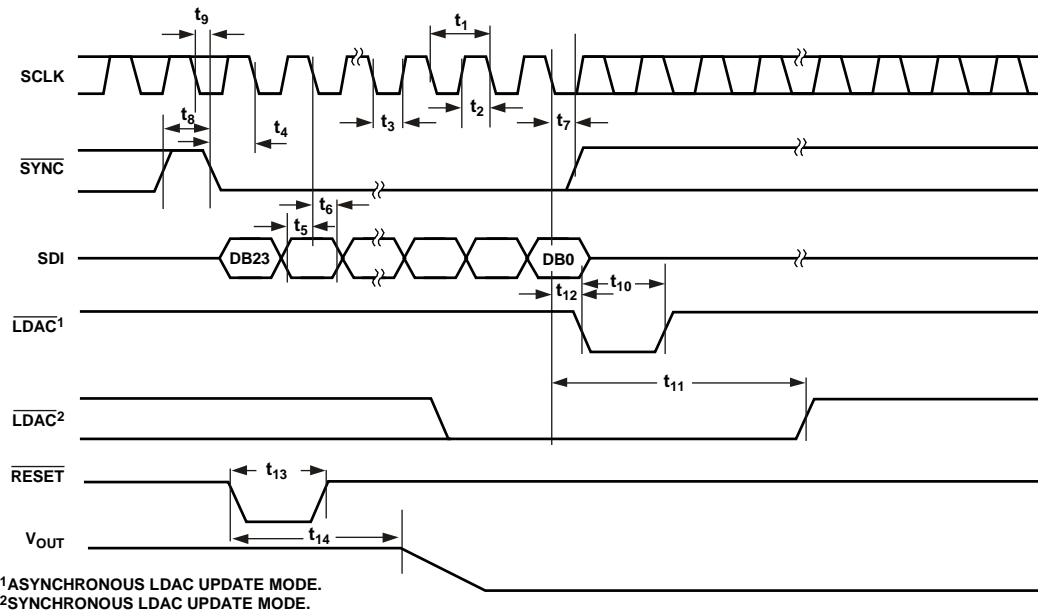 t9
t1
SCLK
t8
t4
t3
t2
t7
SYNC
t6
t5
SDI
DB23
DB0
t12
t10
LDAC1
t11
LDAC2
RESET
t13
t14
VOUT
1ASYNCHRONOUS LDAC UPDATE MODE.
2SYNCHRONOUS LDAC UPDATE MODE.